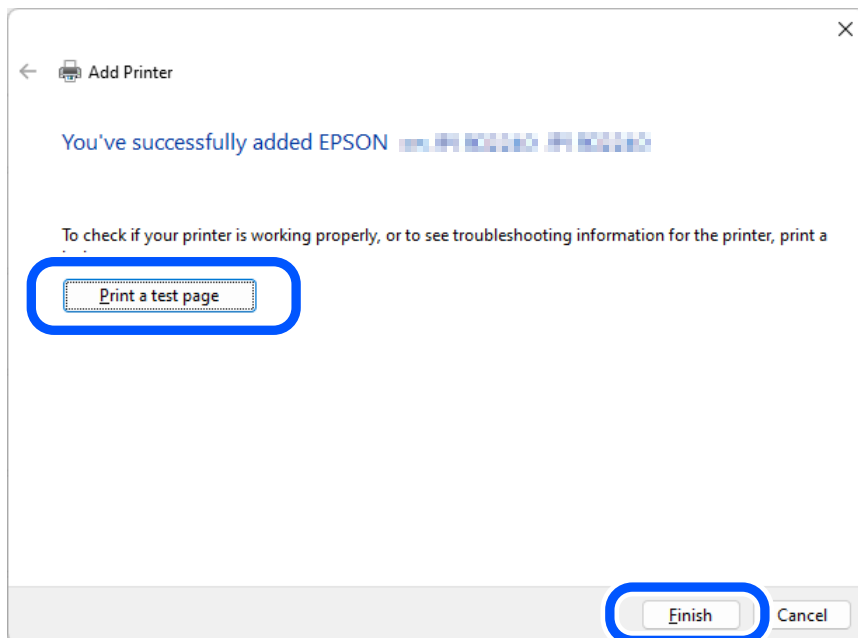 Add Printer
You've successfully added EPSON
To check if your printer is working properly, or to see troubleshooting information for the printer, print a
Print a test page
Finish Cancel